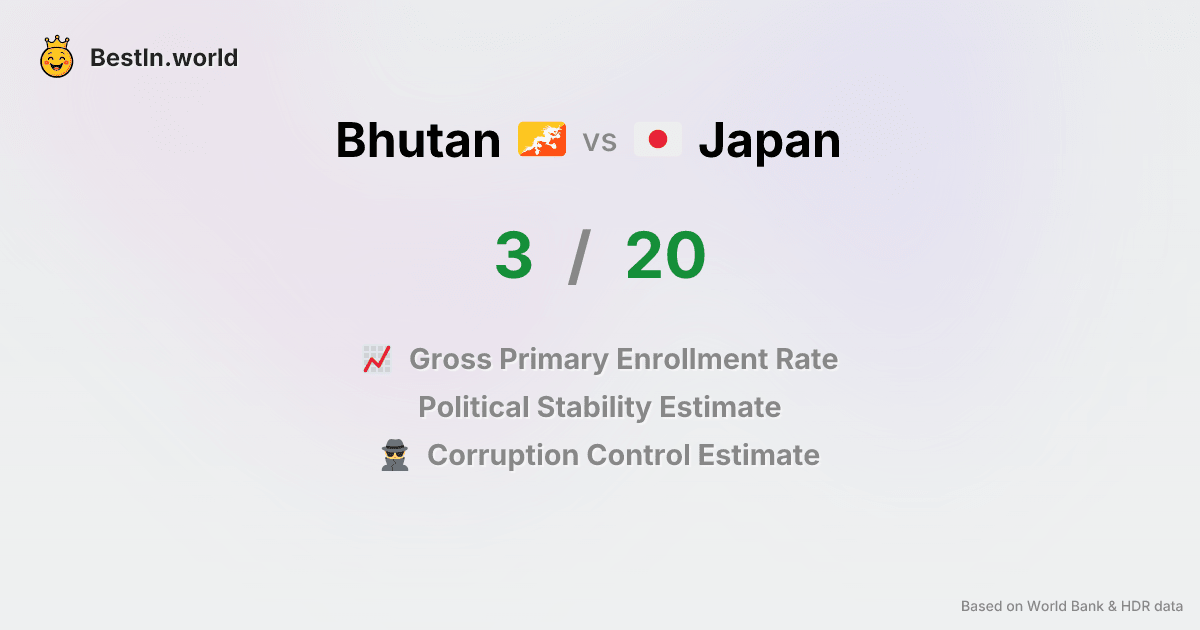 BestIn.world
Bhutan vs Japan
3 / 20
Gross Primary Enrollment Rate
Political Stability Estimate
Corruption Control Estimate
Based on World Bank & HDR data